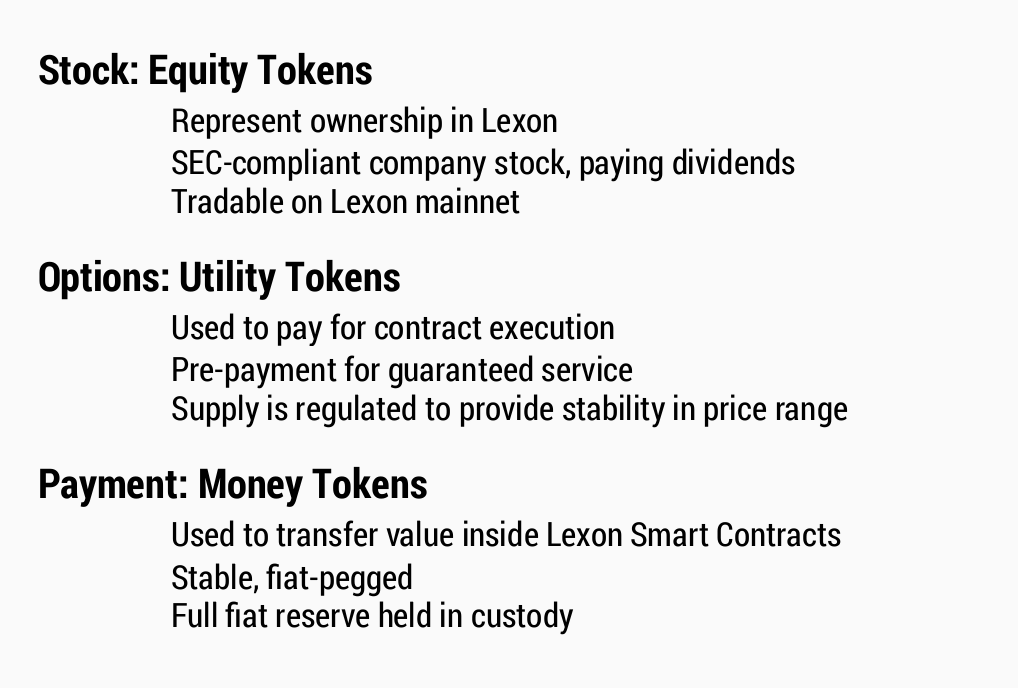 Stock: Equity Tokens
Represent ownership in Lexon
SEC-compliant company stock, paying dividends
Tradable on Lexon mainnet
Options: Utility Tokens
Used to pay for contract execution
Pre-payment for guaranteed service
Supply is regulated to provide stability in price range
Payment: Money Tokens
Used to transfer value inside Lexon Smart Contracts
Stable, fiat-pegged
Full fiat reserve held in custody